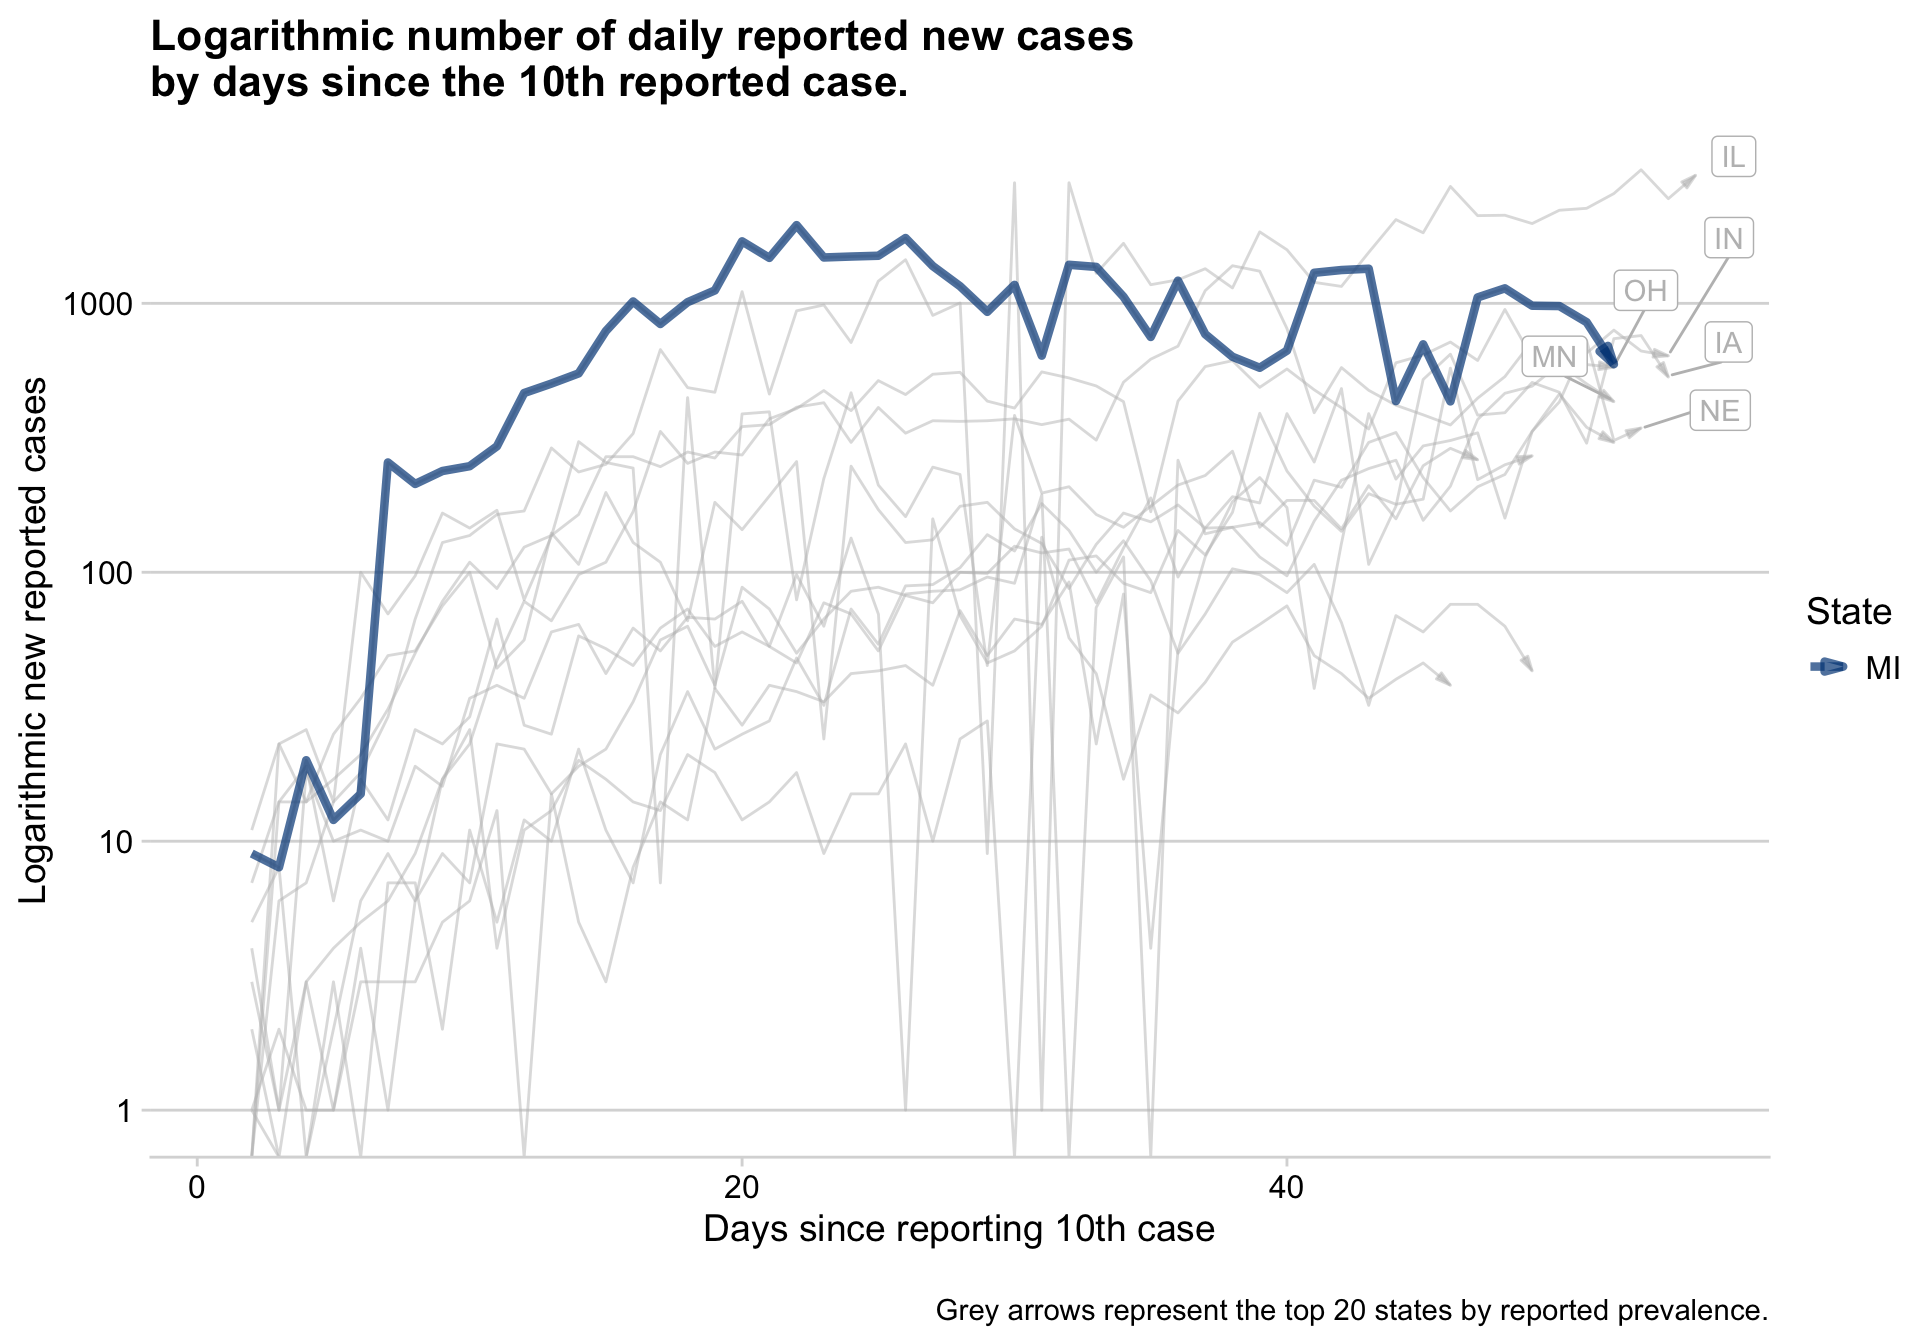 Logarithmic number of daily reported new cases
by days since the 10th reported case.
IL
IN
OH
IA
MN
NE
1000
100
10
1
Logarithmic new reported cases
0
20
40
Days since reporting 10th case
State
MI
Grey arrows represent the top 20 states by reported prevalence.